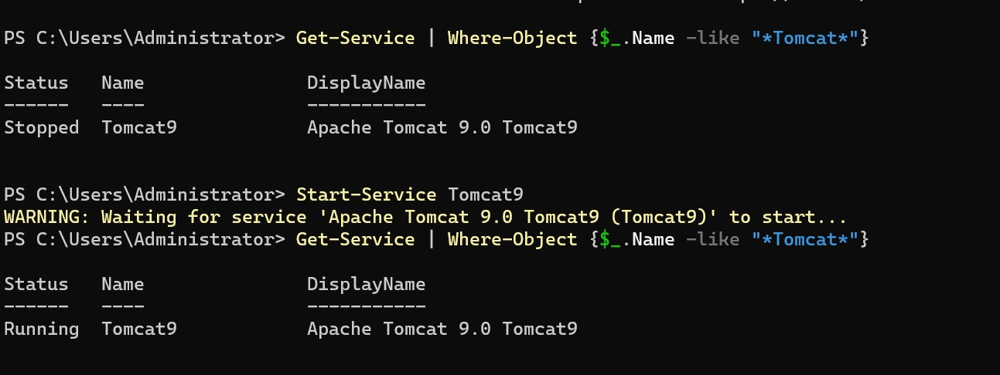 PS C:\Users\Administrator> Get-Service | Where-Object {$_.Name -like "*Tomcat*"}
Status   Name               DisplayName
------   ----               -----------
Stopped  Tomcat9            Apache Tomcat 9.0 Tomcat9
PS C:\Users\Administrator> Start-Service Tomcat9
WARNING: Waiting for service 'Apache Tomcat 9.0 Tomcat9 (Tomcat9)' to start...
PS C:\Users\Administrator> Get-Service | Where-Object {$_.Name -like "*Tomcat*"}
Status   Name               DisplayName
------   ----               -----------
Running  Tomcat9            Apache Tomcat 9.0 Tomcat9